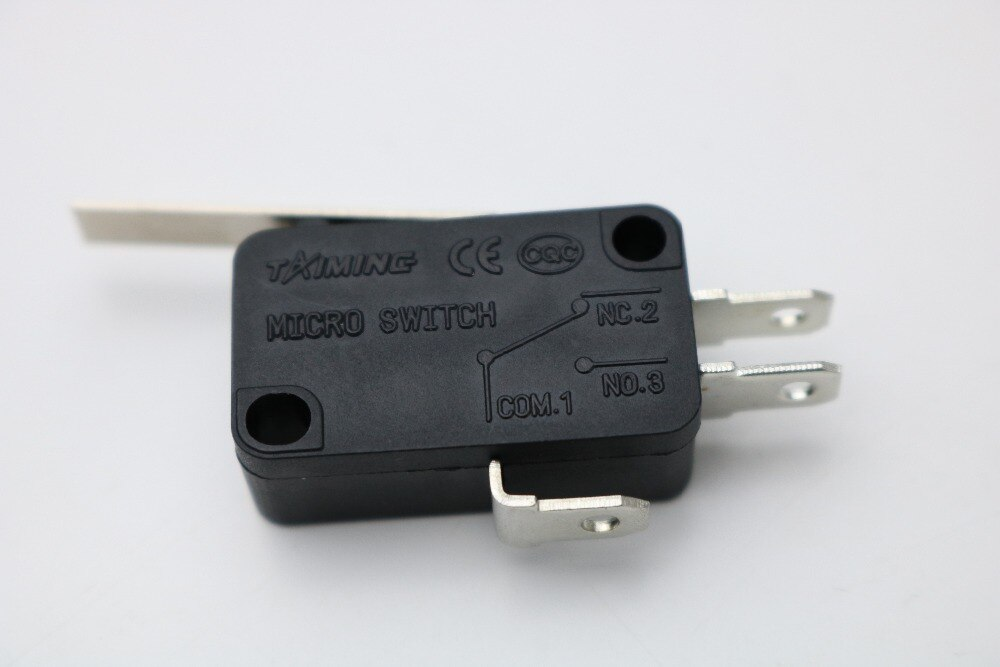 TAIMING CE CQC
MICRO SWITCH
NC.2
NO.3
COM.1